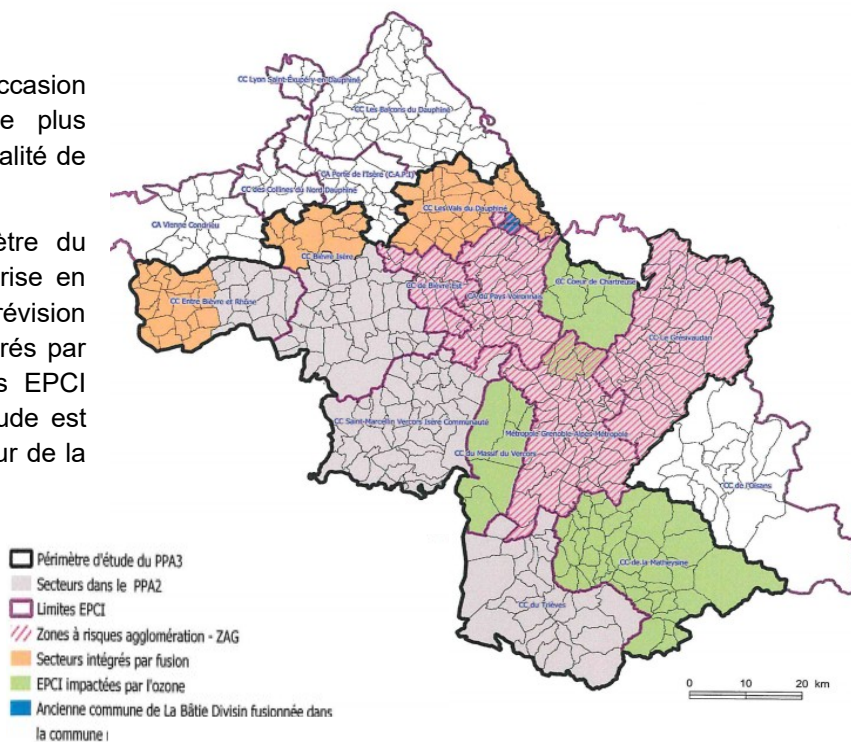 ccasion
e plus
alité de
ètre du
rise en
révision
rés par
s EPCI
ude est
ur de la
CC Lyon Saint-Exupéry-en-Dauphiné
CC Les Balcons du Dauphiné
CA Porte de l'Isère (C.A.P.I)
CC des Collines du Nord Dauphiné
CA Vienne Condrieu
CC Les Vals du Dauphiné
CC Bièvre Isère
CC Entre Bièvre et Rhône
CC de Bièvre Est
CA du Pays Voironnais
CC Coeur de Chartreuse
CC Le Grésivaudan
CC Saint-Marcellin Vercors Isère Communauté
Métropole Grenoble-Alpes-Métropole
CC du Massif du Vercors
CC de l'Oisans
CC de la Matheysine
CC du Trièves
Périmètre d'étude du PPA3
Secteurs dans le PPA2
Limites EPCI
Zones à risques agglomération - ZAG
Secteurs intégrés par fusion
EPCI impactées par l'ozone
Ancienne commune de La Bâtie Divisin fusionnée dans
la commune
0 10 20 km